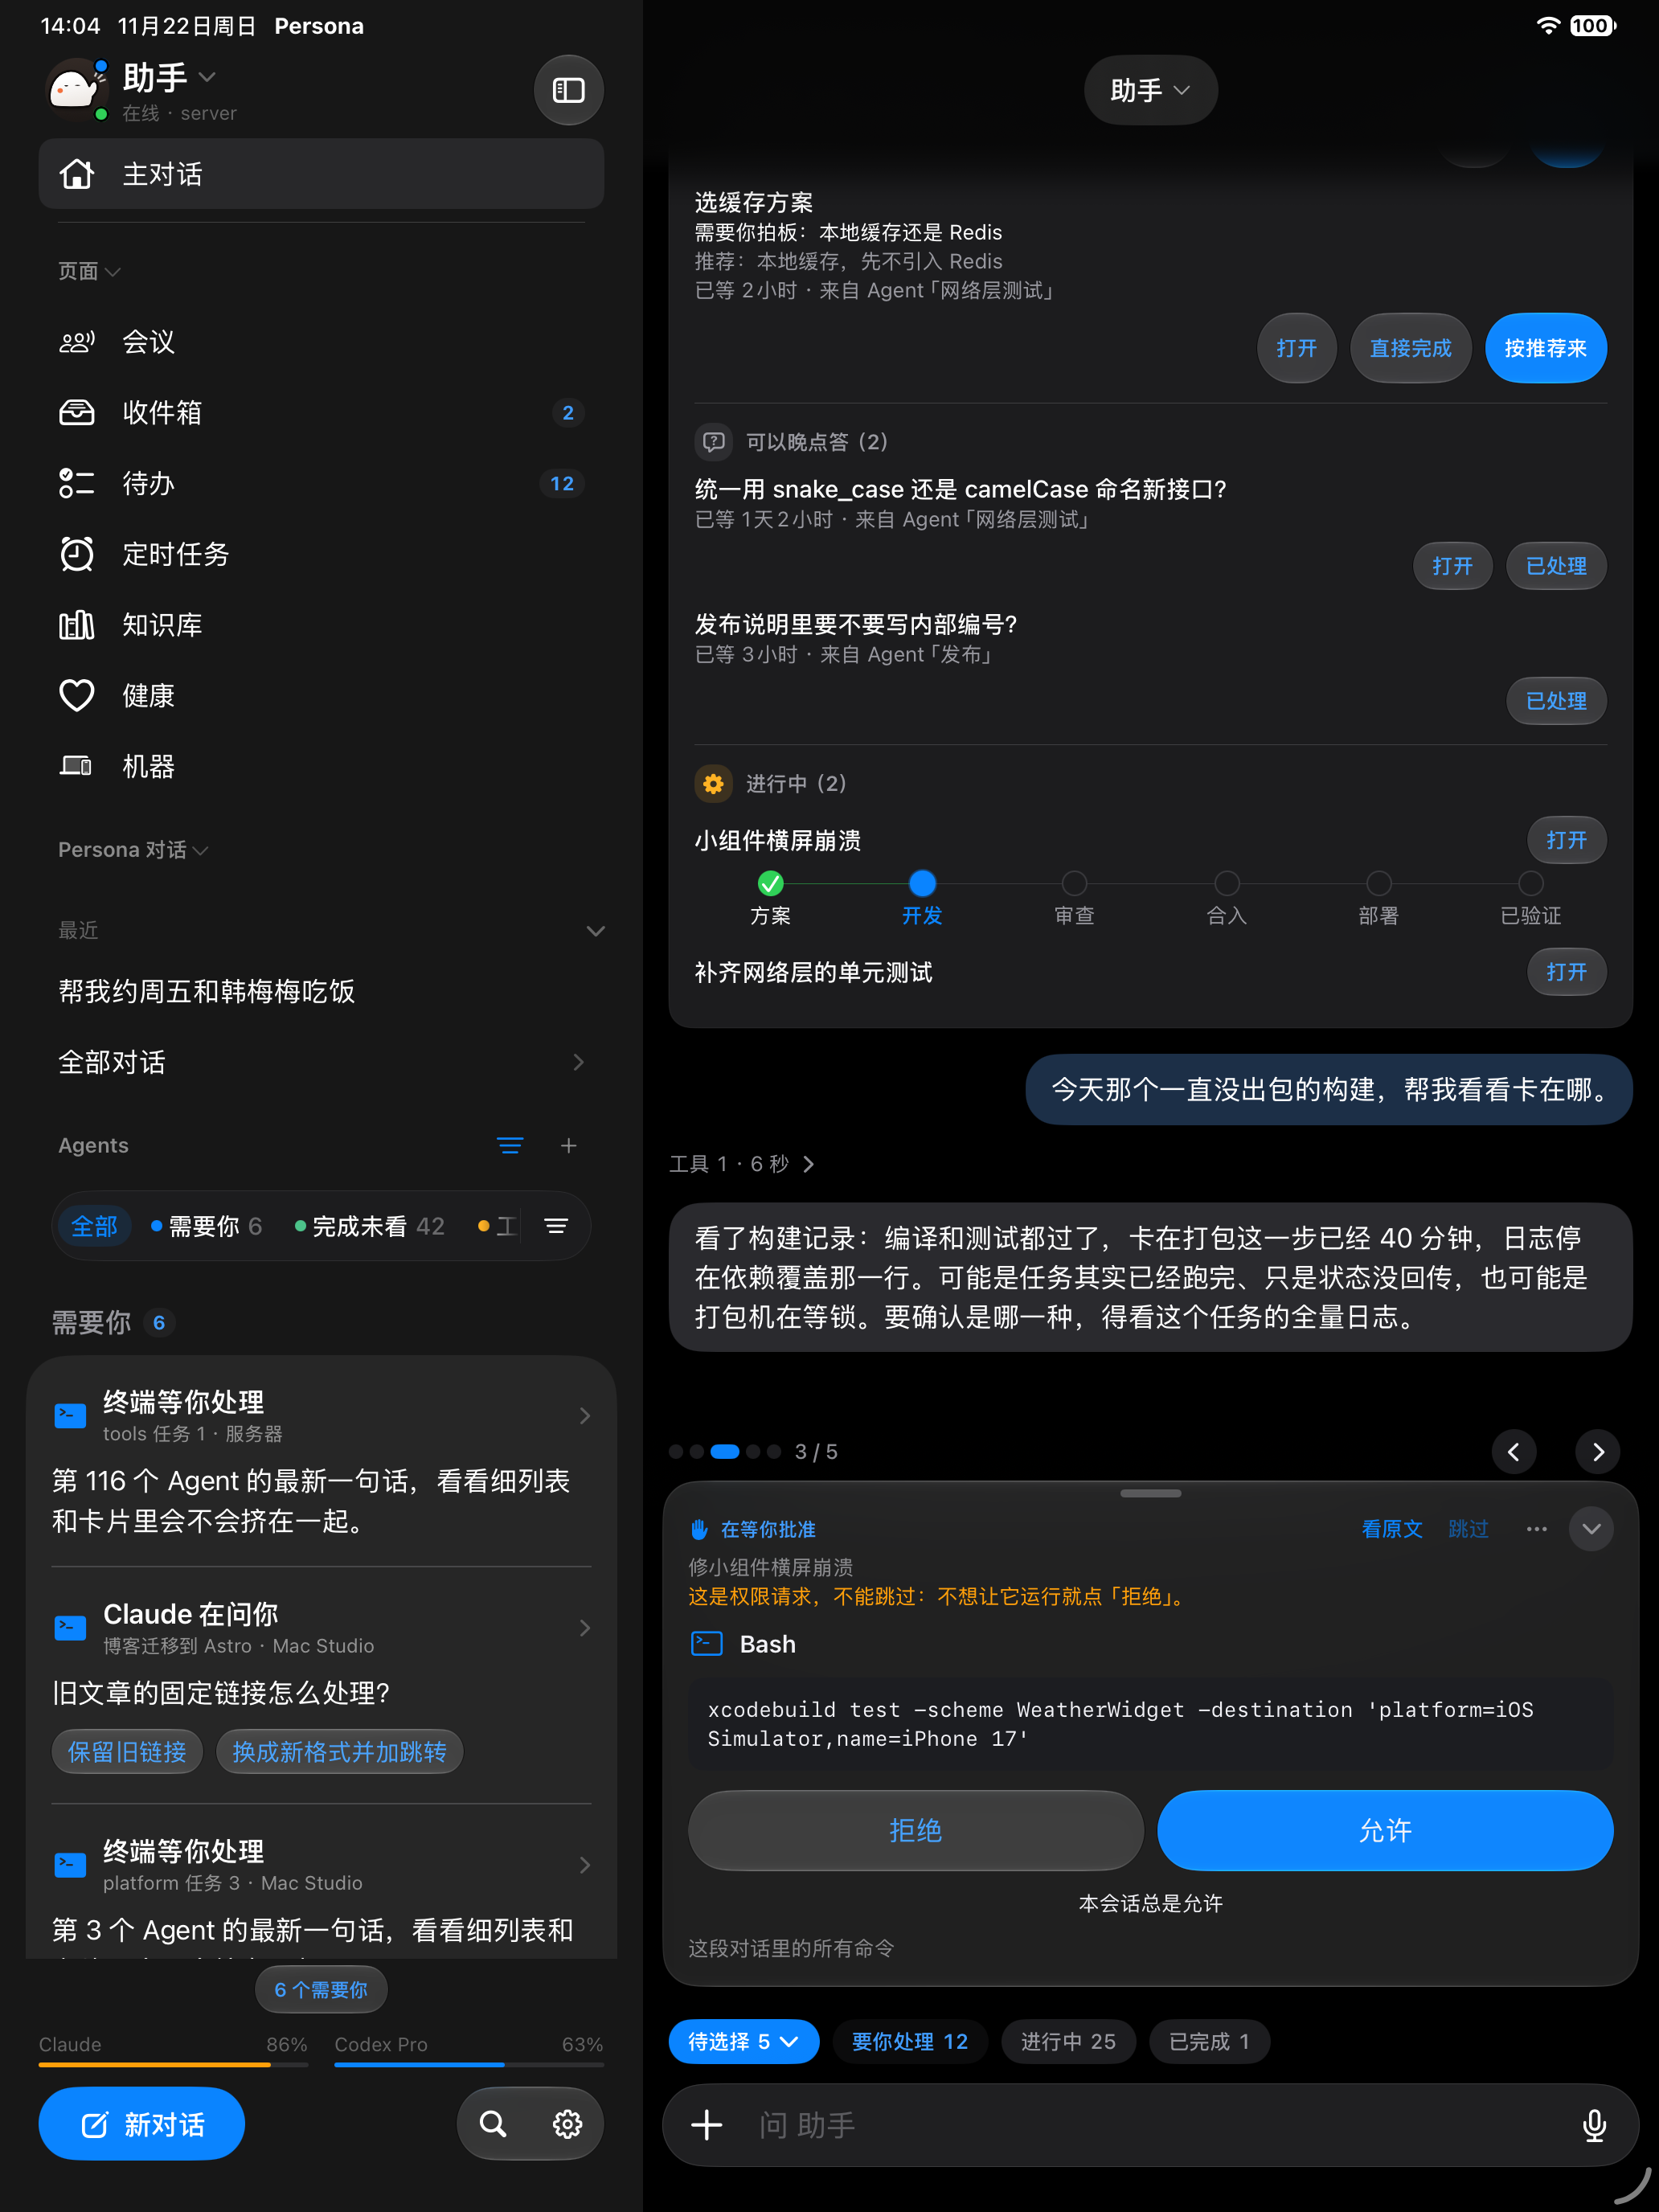 14:04 11月22日周日 Persona
100
助手
在线 · server
主对话
页面
会议
收件箱 2
待办 12
定时任务
知识库
健康
机器
Persona 对话
最近
帮我约周五和韩梅梅吃饭
全部对话
Agents
全部 需要你 6 完成未看 42
需要你 6
终端等你处理
tools 任务 1 · 服务器
第 116 个 Agent 的最新一句话，看看细列表
和卡片里会不会挤在一起。
Claude 在问你
博客迁移到 Astro · Mac Studio
旧文章的固定链接怎么处理？
保留旧链接 换成新格式并加跳转
终端等你处理
platform 任务 3 · Mac Studio
第 3 个 Agent 的最新一句话，看看细列表和
6 个需要你
Claude 86% Codex Pro 63%
新对话
助手
选缓存方案
需要你拍板：本地缓存还是 Redis
推荐：本地缓存，先不引入 Redis
已等 2小时 · 来自 Agent「网络层测试」
打开 直接完成 按推荐来
可以晚点答（2）
统一用 snake_case 还是 camelCase 命名新接口？
已等 1天2小时 · 来自 Agent「网络层测试」
打开 已处理
发布说明里要不要写内部编号？
已等 3小时 · 来自 Agent「发布」
已处理
进行中（2）
小组件横屏崩溃 打开
方案 开发 审查 合入 部署 已验证
补齐网络层的单元测试 打开
今天那个一直没出包的构建，帮我看看卡在哪。
工具 1 · 6 秒
看了构建记录：编译和测试都过了，卡在打包这一步已经 40 分钟，日志停
在依赖覆盖那一行。可能是任务其实已经跑完、只是状态没回传，也可能是
打包机在等锁。要确认是哪一种，得看这个任务的全量日志。
3 / 5
在等你批准 看原文 跳过
修小组件横屏崩溃
这是权限请求，不能跳过：不想让它运行就点「拒绝」。
Bash
xcodebuild test -scheme WeatherWidget -destination 'platform=iOS
Simulator,name=iPhone 17'
拒绝 允许
本会话总是允许
这段对话里的所有命令
待选择 5 要你处理 12 进行中 25 已完成 1
问 助手